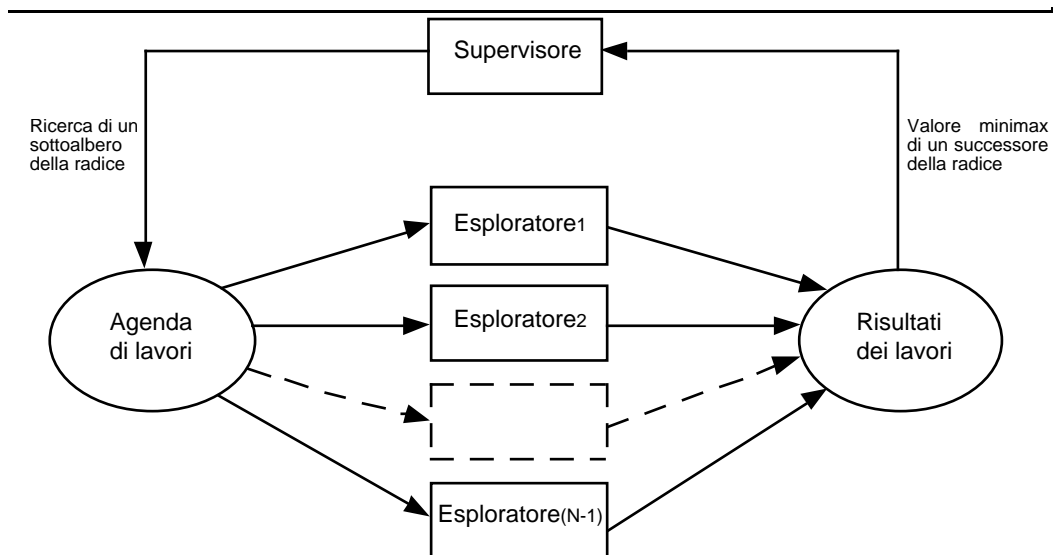 Supervisore
Ricerca di un
sottoalbero
della radice
Valore minimax
di un successore
della radice
Esploratore1
Esploratore2
Agenda
di lavori
Risultati
dei lavori
Esploratore(N-1)